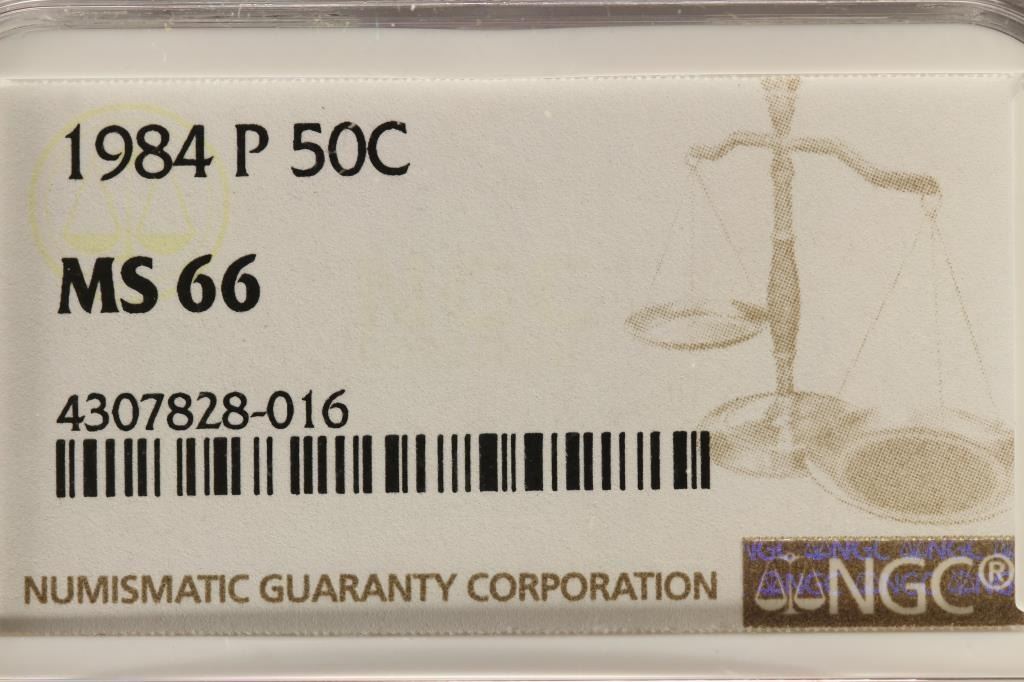 1984 P 50C
MS 66
4307828-016
NUMISMATIC GUARANTY CORPORATION
NGC®